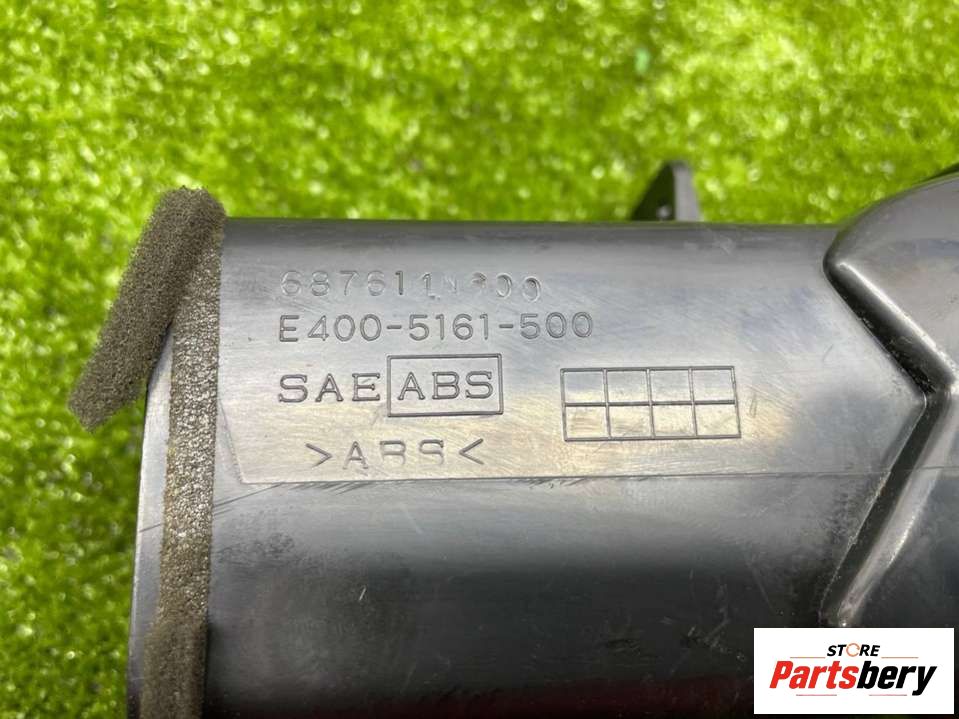 E400-5161-500
SAE ABS
>ABS<
STORE
Partsbery